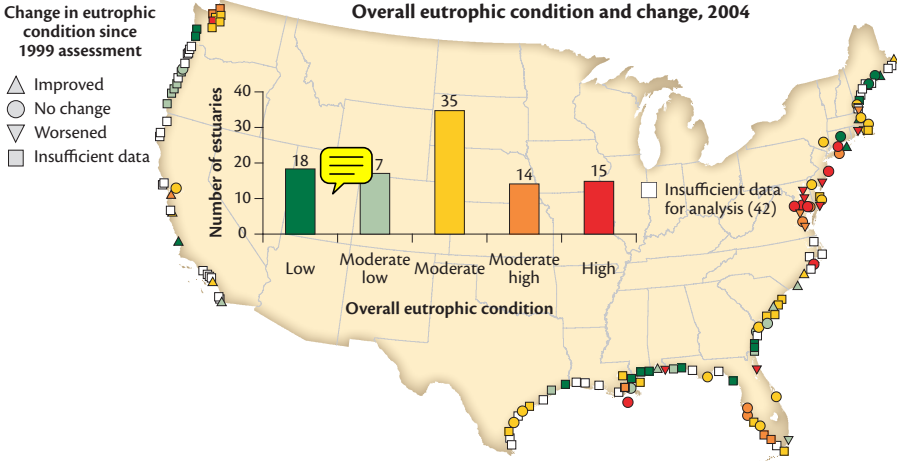 Change in eutrophic
condition since
1999 assessment
Improved
No change
Worsened
Insufficient data
Overall eutrophic condition and change, 2004
Number of estuaries
40
30
20
10
0
18
7
35
14
15
Low
Moderate
low
Moderate
Moderate
high
High
Overall eutrophic condition
Insufficient data
for analysis (42)